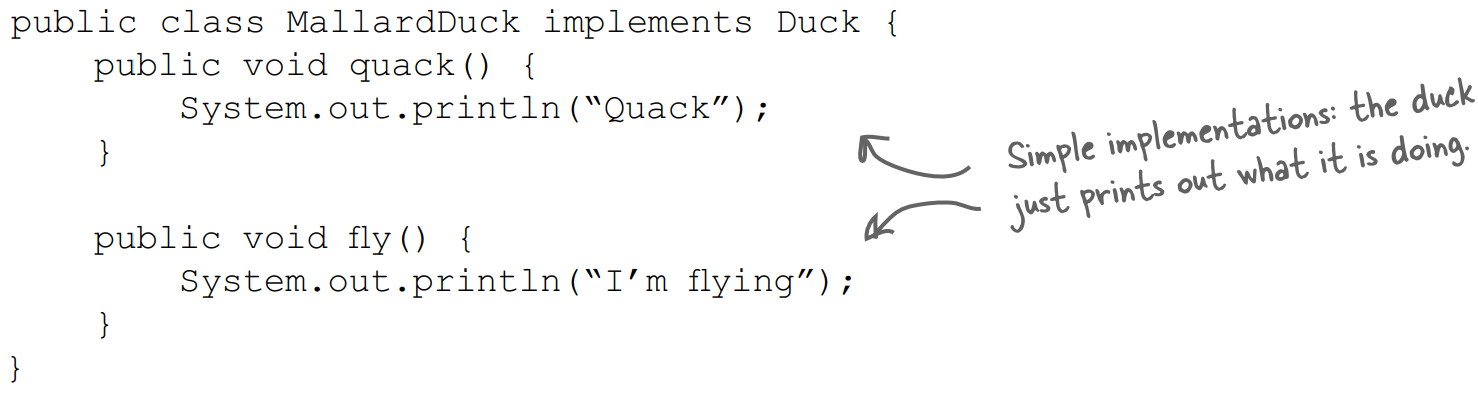 public class MallardDuck implements Duck {
public void quack() {
System.out.println(“Quack”);
}
public void fly() {
System.out.println(“I’m flying”);
}
}
Simple implementations: the duck
just prints out what it is doing.